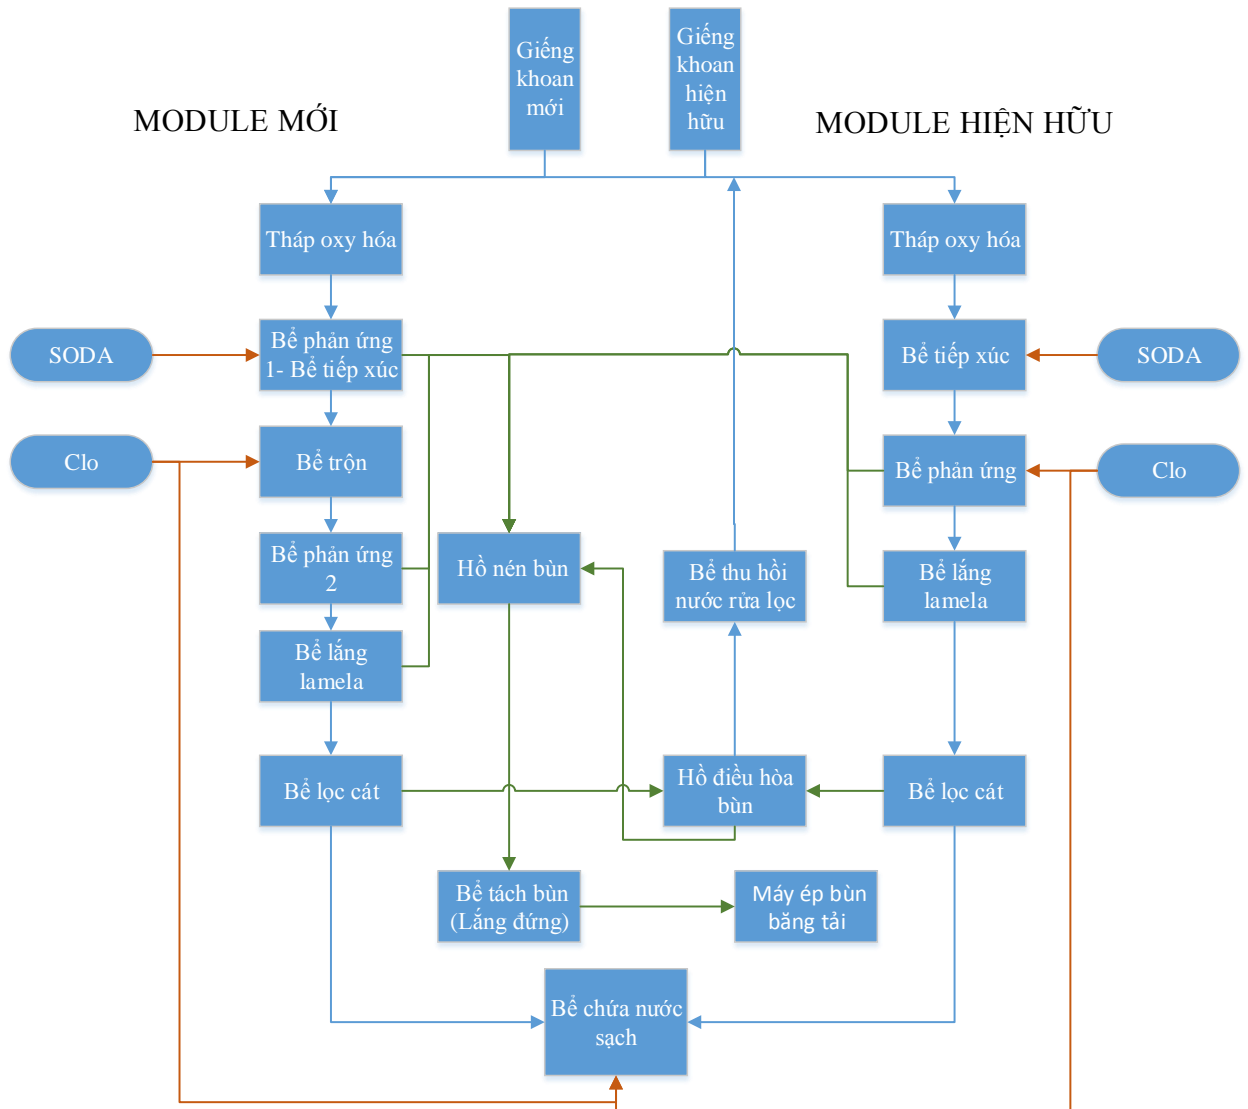 Giếng
khoan
mới
Giếng
khoan
hiện
hữu
MODULE MỚI
MODULE HIỆN HỮU
Tháp oxy hóa
Tháp oxy hóa
SODA
Bể phản ứng
1- Bể tiếp xúc
Bể tiếp xúc
SODA
Clo
Bể trộn
Bể phản ứng
Clo
Bể phản ứng
2
Hồ nén bùn
Bể thu hồi
nước rửa lọc
Bể lắng
lamela
Bể lắng
lamela
Bể lọc cát
Hồ điều hòa
bùn
Bể lọc cát
Bể tách bùn
(Lắng đứng)
Máy ép bùn
băng tải
Bể chứa nước
sạch